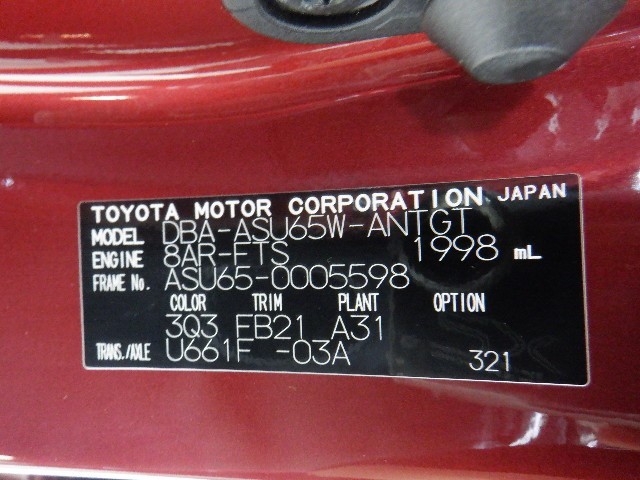 TOYOTA MOTOR CORPORATION JAPAN
MODEL DBA-ASU65W-ANTGT
ENGINE 8AR-FTS 1998 mL
FRAME No. ASU65-0005598
COLOR TRIM PLANT OPTION
3Q3 FB21 A31
TRANS./AXLE U661F -03A 321